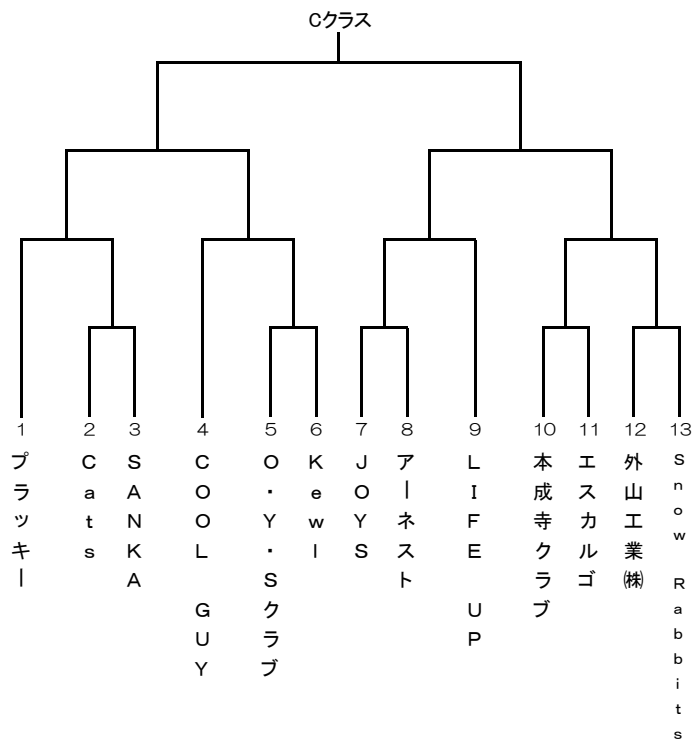 Cクラス
1
2
3
4
5
6
7
8
9
10
11
12
13
プラッキー
Cats
SANKA
COOL GUY
O・Y・Sクラブ
Kewl
JOYS
アーネスト
LIFE UP
本成寺クラブ
エスカルゴ
外山工業㈱
Snow Rabbits